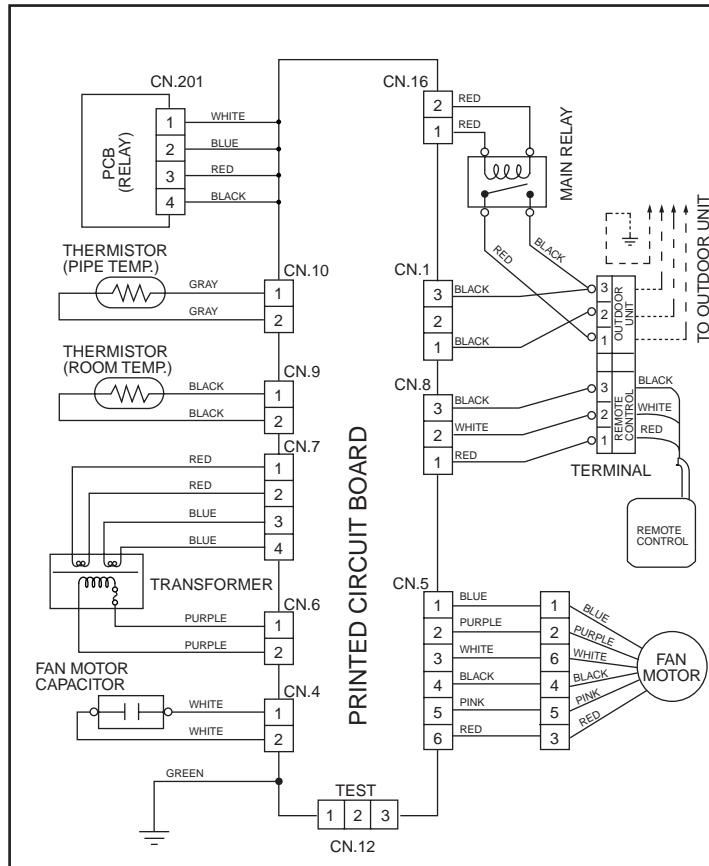 CN.201
1 WHITE
2 BLUE
3 RED
4 BLACK
PCB
(RELAY)
THERMISTOR
(PIPE TEMP.)
CN.10
GRAY 1
GRAY 2
THERMISTOR
(ROOM TEMP.)
CN.9
BLACK 1
BLACK 2
CN.7
RED 1
RED 2
BLUE 3
BLUE 4
TRANSFORMER
CN.6
PURPLE 1
PURPLE 2
FAN MOTOR
CAPACITOR
CN.4
WHITE 1
WHITE 2
GREEN
PRINTED CIRCUIT BOARD
TEST
1 2 3
CN.12
CN.16
2 RED
1 RED
MAIN RELAY
RED
BLACK
CN.1
3 BLACK
2
1 BLACK
3
2
1
OUTDOOR
UNIT
TO OUTDOOR UNIT
CN.8
3 BLACK
2 WHITE
1 RED
3 BLACK
2 WHITE
1 RED
REMOTE
CONTROL
TERMINAL
REMOTE
CONTROL
CN.5
1 BLUE 1 BLUE
2 PURPLE 2 PURPLE
3 WHITE 6 WHITE
4 BLACK 4 BLACK
5 PINK 5 PINK
6 RED 3 RED
FAN
MOTOR